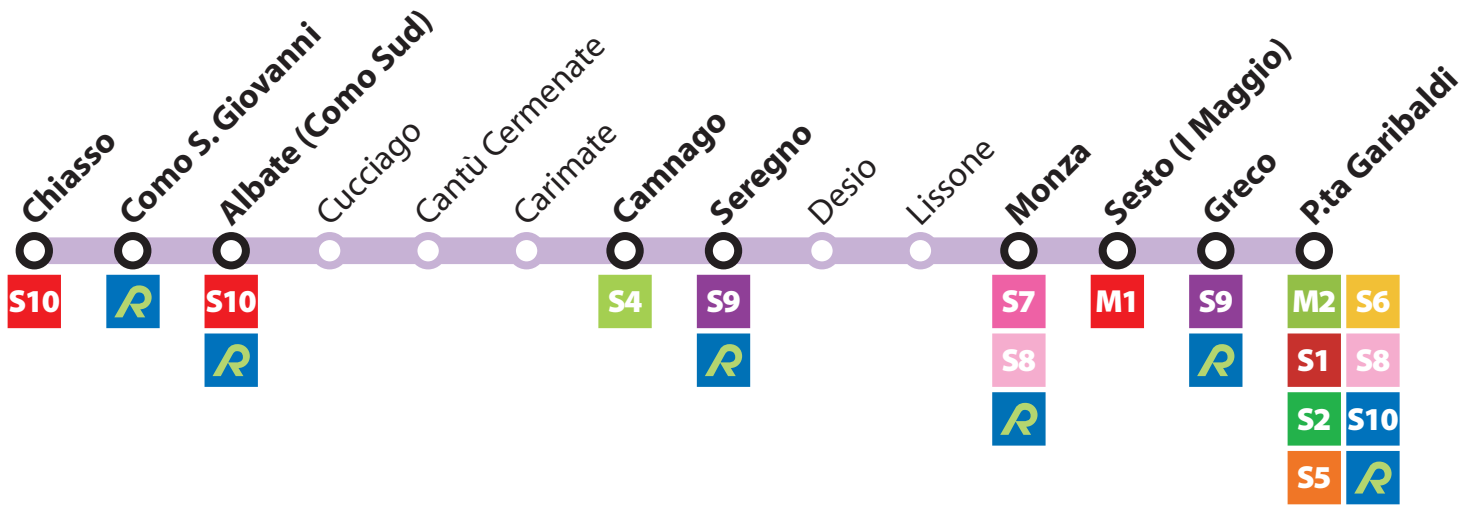 Chiasso
Como S. Giovanni
Albate (Como Sud)
Cucciago
Cantù Cermenate
Carimate
Camnago
Seregno
Desio
Lissone
Monza
Sesto (I Maggio)
Greco
P.ta Garibaldi
S10
R
S10
S4
S9
S7
M1
S9
M2 S6
R
R
S8
R
S1 S8
R
S2 S10
S5 R